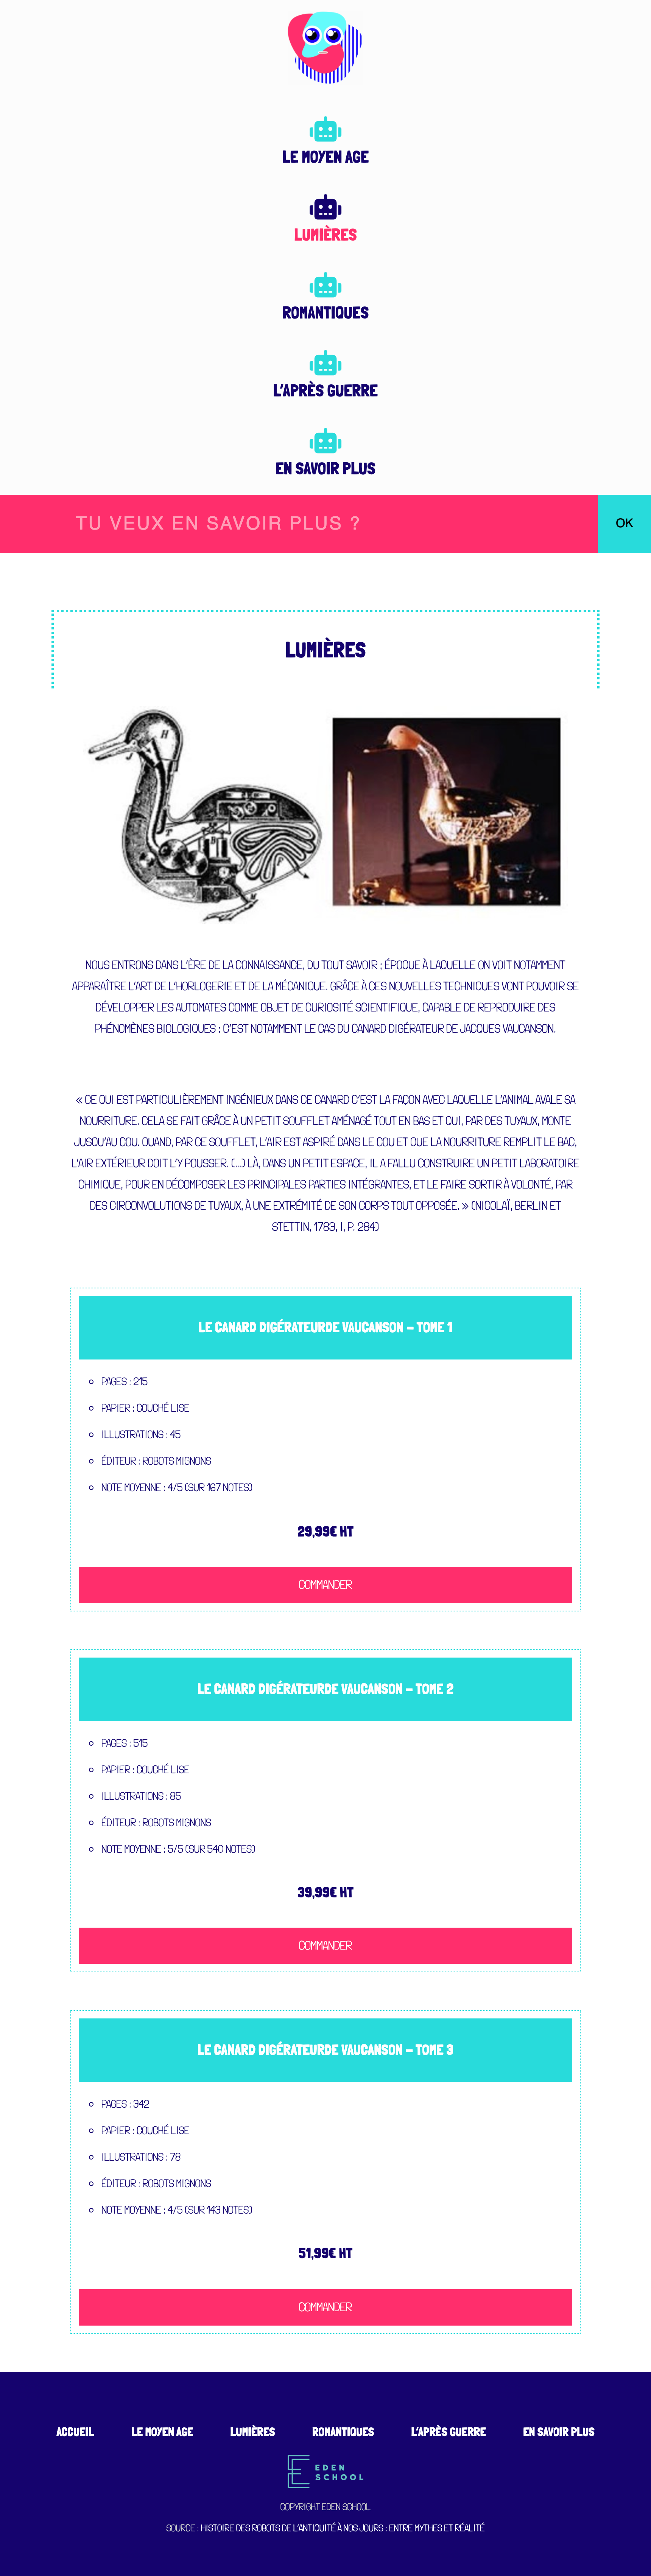 LE MOYEN AGE
LUMIÈRES
ROMANTIQUES
L'APRÈS GUERRE
EN SAVOIR PLUS
TU VEUX EN SAVOIR PLUS ?
OK
LUMIÈRES
NOUS ENTRONS DANS L'ÈRE DE LA CONNAISSANCE, DU TOUT SAVOIR ; ÉPOQUE À LAQUELLE ON VOIT NOTAMMENT
APPARAÎTRE L'ART DE L'HORLOGERIE ET DE LA MÉCANIQUE. GRÂCE À CES NOUVELLES TECHNIQUES VONT POUVOIR SE
DÉVELOPPER LES AUTOMATES COMME OBJET DE CURIOSITÉ SCIENTIFIQUE, CAPABLE DE REPRODUIRE DES
PHÉNOMÈNES BIOLOGIQUES : C'EST NOTAMMENT LE CAS DU CANARD DIGÉRATEUR DE JACQUES VAUCANSON.
« CE QUI EST PARTICULIÈREMENT INGÉNIEUX DANS CE CANARD C'EST LA FAÇON AVEC LAQUELLE L'ANIMAL AVALE SA
NOURRITURE. CELA SE FAIT GRÂCE À UN PETIT SOUFFLET AMÉNAGÉ TOUT EN BAS ET QUI, PAR DES TUYAUX, MONTE
JUSQU'AU COU. QUAND, PAR CE SOUFFLET, L'AIR EST ASPIRÉ DANS LE COU ET QUE LA NOURRITURE REMPLIT LE BAC,
L'AIR EXTÉRIEUR DOIT L'Y POUSSER. (...) LÀ, DANS UN PETIT ESPACE, IL A FALLU CONSTRUIRE UN PETIT LABORATOIRE
CHIMIQUE, POUR EN DÉCOMPOSER LES PRINCIPALES PARTIES INTÉGRANTES, ET LE FAIRE SORTIR À VOLONTÉ, PAR
DES CIRCONVOLUTIONS DE TUYAUX, À UNE EXTRÉMITÉ DE SON CORPS TOUT OPPOSÉE. » (NICOLAÏ, BERLIN ET
STETTIN, 1783, I, P. 284)
LE CANARD DIGÉRATEURDE VAUCANSON - TOME 1
PAGES : 215
PAPIER : COUCHÉ LISE
ILLUSTRATIONS : 45
ÉDITEUR : ROBOTS MIGNONS
NOTE MOYENNE : 4/5 (SUR 167 NOTES)
29,99€ HT
COMMANDER
LE CANARD DIGÉRATEURDE VAUCANSON - TOME 2
PAGES : 515
PAPIER : COUCHÉ LISE
ILLUSTRATIONS : 85
ÉDITEUR : ROBOTS MIGNONS
NOTE MOYENNE : 5/5 (SUR 540 NOTES)
39,99€ HT
COMMANDER
LE CANARD DIGÉRATEURDE VAUCANSON - TOME 3
PAGES : 342
PAPIER : COUCHÉ LISE
ILLUSTRATIONS : 78
ÉDITEUR : ROBOTS MIGNONS
NOTE MOYENNE : 4/5 (SUR 143 NOTES)
51,99€ HT
COMMANDER
ACCUEIL LE MOYEN AGE LUMIÈRES ROMANTIQUES L'APRÈS GUERRE EN SAVOIR PLUS
EDEN
SCHOOL
COPYRIGHT EDEN SCHOOL
SOURCE : HISTOIRE DES ROBOTS DE L'ANTIQUITÉ À NOS JOURS : ENTRE MYTHES ET RÉALITÉ